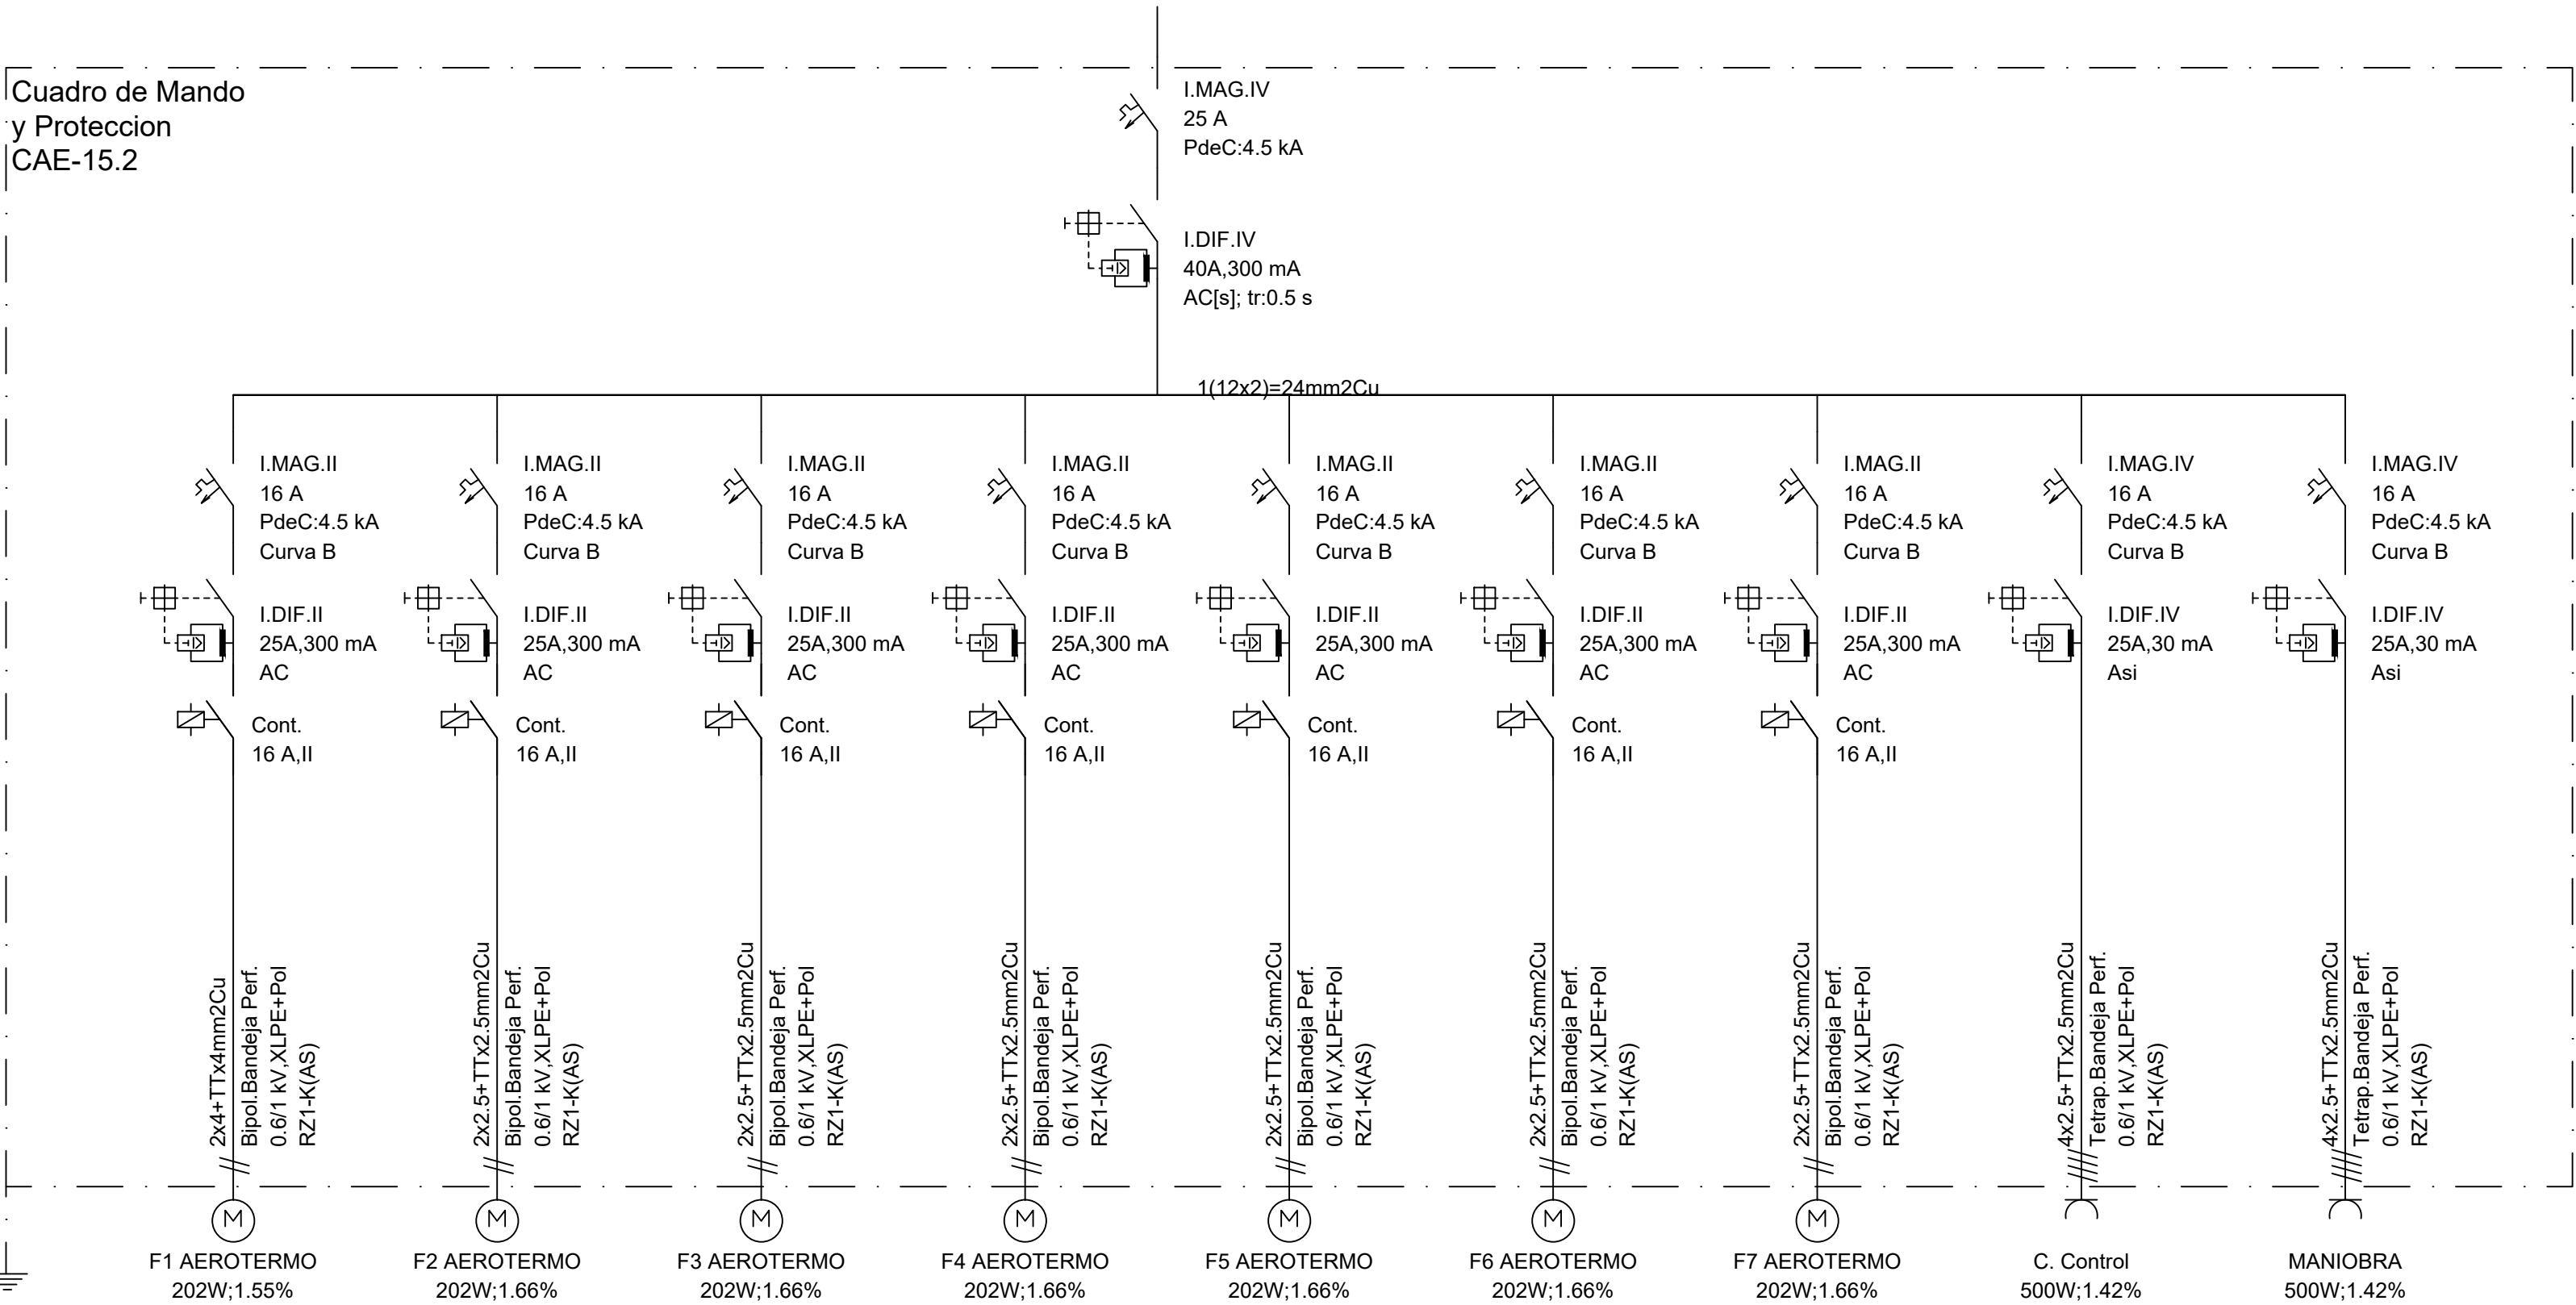 Cuadro de Mando
y Proteccion
CAE-15.2
I.MAG.IV
25 A
PdeC:4.5 kA
I.DIF.IV
40A,300 mA
AC[s]; tr:0.5 s
1(12x2)=24mm2Cu
I.MAG.II
16 A
PdeC:4.5 kA
Curva B
I.DIF.II
25A,300 mA
AC
Cont.
16 A,II
2x4+TTx4mm2Cu
Bipol.Bandeja Perf.
0.6/1 kV,XLPE+Pol
RZ1-K(AS)
M
F1 AEROTERMO
202W;1.55%
I.MAG.II
16 A
PdeC:4.5 kA
Curva B
I.DIF.II
25A,300 mA
AC
Cont.
16 A,II
2x2.5+TTx2.5mm2Cu
Bipol.Bandeja Perf.
0.6/1 kV,XLPE+Pol
RZ1-K(AS)
M
F2 AEROTERMO
202W;1.66%
I.MAG.II
16 A
PdeC:4.5 kA
Curva B
I.DIF.II
25A,300 mA
AC
Cont.
16 A,II
2x2.5+TTx2.5mm2Cu
Bipol.Bandeja Perf.
0.6/1 kV,XLPE+Pol
RZ1-K(AS)
M
F3 AEROTERMO
202W;1.66%
I.MAG.II
16 A
PdeC:4.5 kA
Curva B
I.DIF.II
25A,300 mA
AC
Cont.
16 A,II
2x2.5+TTx2.5mm2Cu
Bipol.Bandeja Perf.
0.6/1 kV,XLPE+Pol
RZ1-K(AS)
M
F4 AEROTERMO
202W;1.66%
I.MAG.II
16 A
PdeC:4.5 kA
Curva B
I.DIF.II
25A,300 mA
AC
Cont.
16 A,II
2x2.5+TTx2.5mm2Cu
Bipol.Bandeja Perf.
0.6/1 kV,XLPE+Pol
RZ1-K(AS)
M
F5 AEROTERMO
202W;1.66%
I.MAG.II
16 A
PdeC:4.5 kA
Curva B
I.DIF.II
25A,300 mA
AC
Cont.
16 A,II
2x2.5+TTx2.5mm2Cu
Bipol.Bandeja Perf.
0.6/1 kV,XLPE+Pol
RZ1-K(AS)
M
F6 AEROTERMO
202W;1.66%
I.MAG.II
16 A
PdeC:4.5 kA
Curva B
I.DIF.II
25A,300 mA
AC
Cont.
16 A,II
2x2.5+TTx2.5mm2Cu
Bipol.Bandeja Perf.
0.6/1 kV,XLPE+Pol
RZ1-K(AS)
M
F7 AEROTERMO
202W;1.66%
I.MAG.IV
16 A
PdeC:4.5 kA
Curva B
I.DIF.IV
25A,30 mA
Asi
4x2.5+TTx2.5mm2Cu
Tetrap.Bandeja Perf.
0.6/1 kV,XLPE+Pol
RZ1-K(AS)
C. Control
500W;1.42%
I.MAG.IV
16 A
PdeC:4.5 kA
Curva B
I.DIF.IV
25A,30 mA
Asi
4x2.5+TTx2.5mm2Cu
Tetrap.Bandeja Perf.
0.6/1 kV,XLPE+Pol
RZ1-K(AS)
MANIOBRA
500W;1.42%